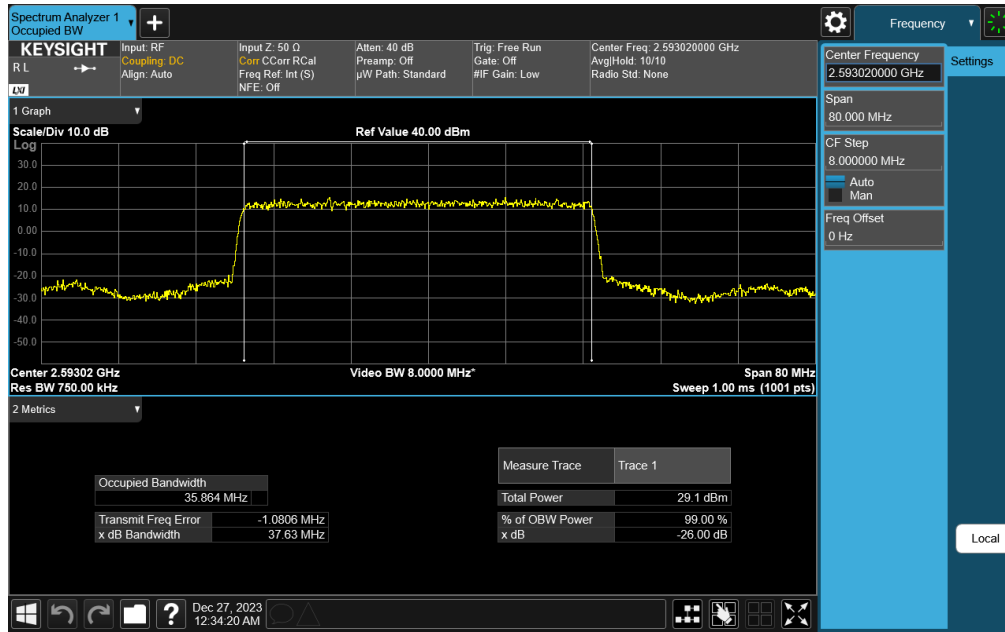 Spectrum Analyzer 1
Occupied BW
+
Frequency
KEYSIGHT
R L
LXI
Input: RF
Coupling: DC
Align: Auto
Input Z: 50 Ω
Corr CCorr RCal
Freq Ref: Int (S)
NFE: Off
Atten: 40 dB
Preamp: Off
µW Path: Standard
Trig: Free Run
Gate: Off
#IF Gain: Low
Center Freq: 2.593020000 GHz
Avg|Hold: 10/10
Radio Std: None
Center Frequency
2.593020000 GHz
Settings
Span
80.000 MHz
CF Step
8.000000 MHz
Auto
Man
Freq Offset
0 Hz
Local
1 Graph
Scale/Div 10.0 dB
Ref Value 40.00 dBm
Log
30.0
20.0
10.0
0.00
-10.0
-20.0
-30.0
-40.0
-50.0
Center 2.59302 GHz
Video BW 8.0000 MHz*
Span 80 MHz
Res BW 750.00 kHz
Sweep 1.00 ms (1001 pts)
2 Metrics
Occupied Bandwidth
35.864 MHz
Transmit Freq Error -1.0806 MHz
x dB Bandwidth 37.63 MHz
Measure Trace Trace 1
Total Power 29.1 dBm
% of OBW Power 99.00 %
x dB -26.00 dB
?
Dec 27, 2023
12:34:20 AM